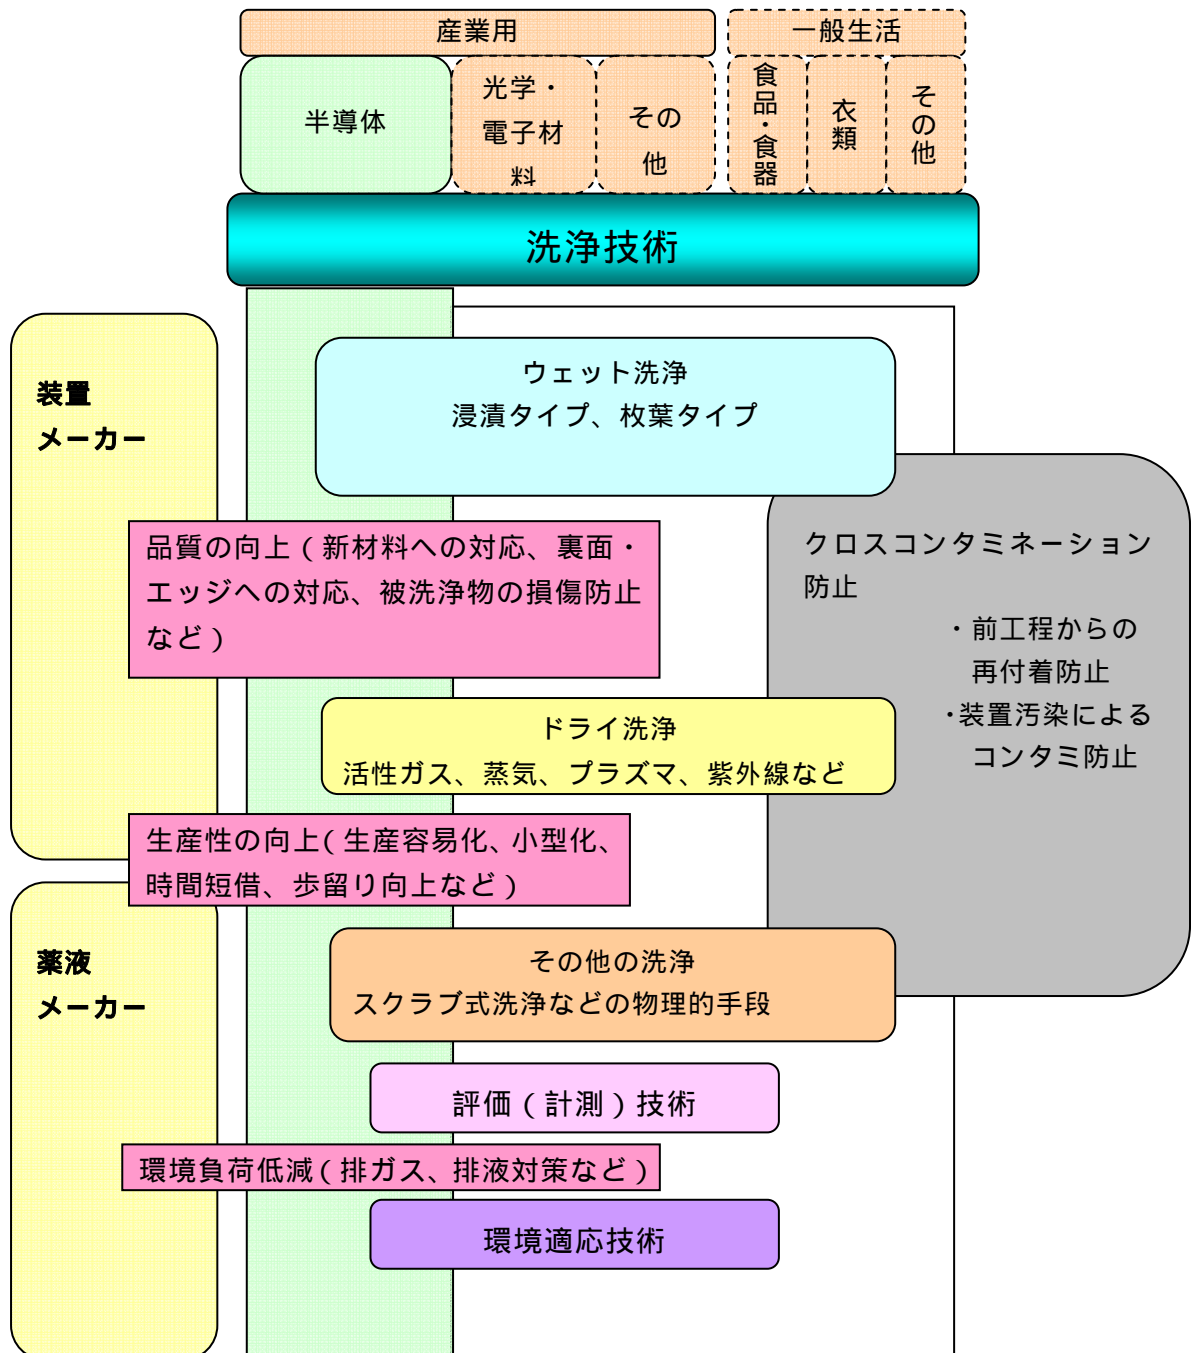 産業用
一般生活
半導体
光学・
電子材
料
その
他
食品・食器
衣類
その他
洗浄技術
装置
メーカー
ウェット洗浄
浸漬タイプ、枚葉タイプ
品質の向上（新材料への対応、裏面・
エッジへの対応、被洗浄物の損傷防止
など）
クロスコンタミネーション
防止
・前工程からの
再付着防止
・装置汚染による
コンタミ防止
ドライ洗浄
活性ガス、蒸気、プラズマ、紫外線など
生産性の向上（生産容易化、小型化、
時間短借、歩留り向上など）
薬液
メーカー
その他の洗浄
スクラブ式洗浄などの物理的手段
評価（計測）技術
環境負荷低減（排ガス、排液対策など）
環境適応技術